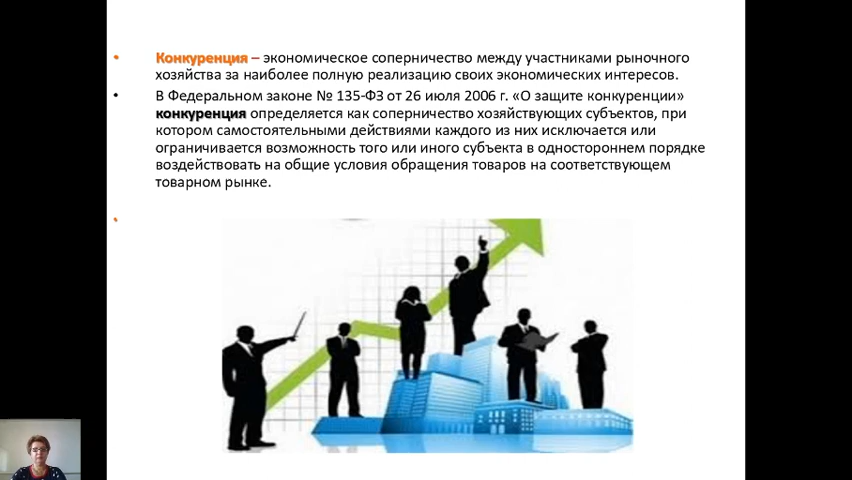 • Конкуренция – экономическое соперничество между участниками рыночного
хозяйства за наиболее полную реализацию своих экономических интересов.
• В Федеральном законе № 135-ФЗ от 26 июля 2006 г. «О защите конкуренции»
конкуренция определяется как соперничество хозяйствующих субъектов, при
котором самостоятельными действиями каждого из них исключается или
ограничивается возможность того или иного субъекта в одностороннем порядке
воздействовать на общие условия обращения товаров на соответствующем
товарном рынке.